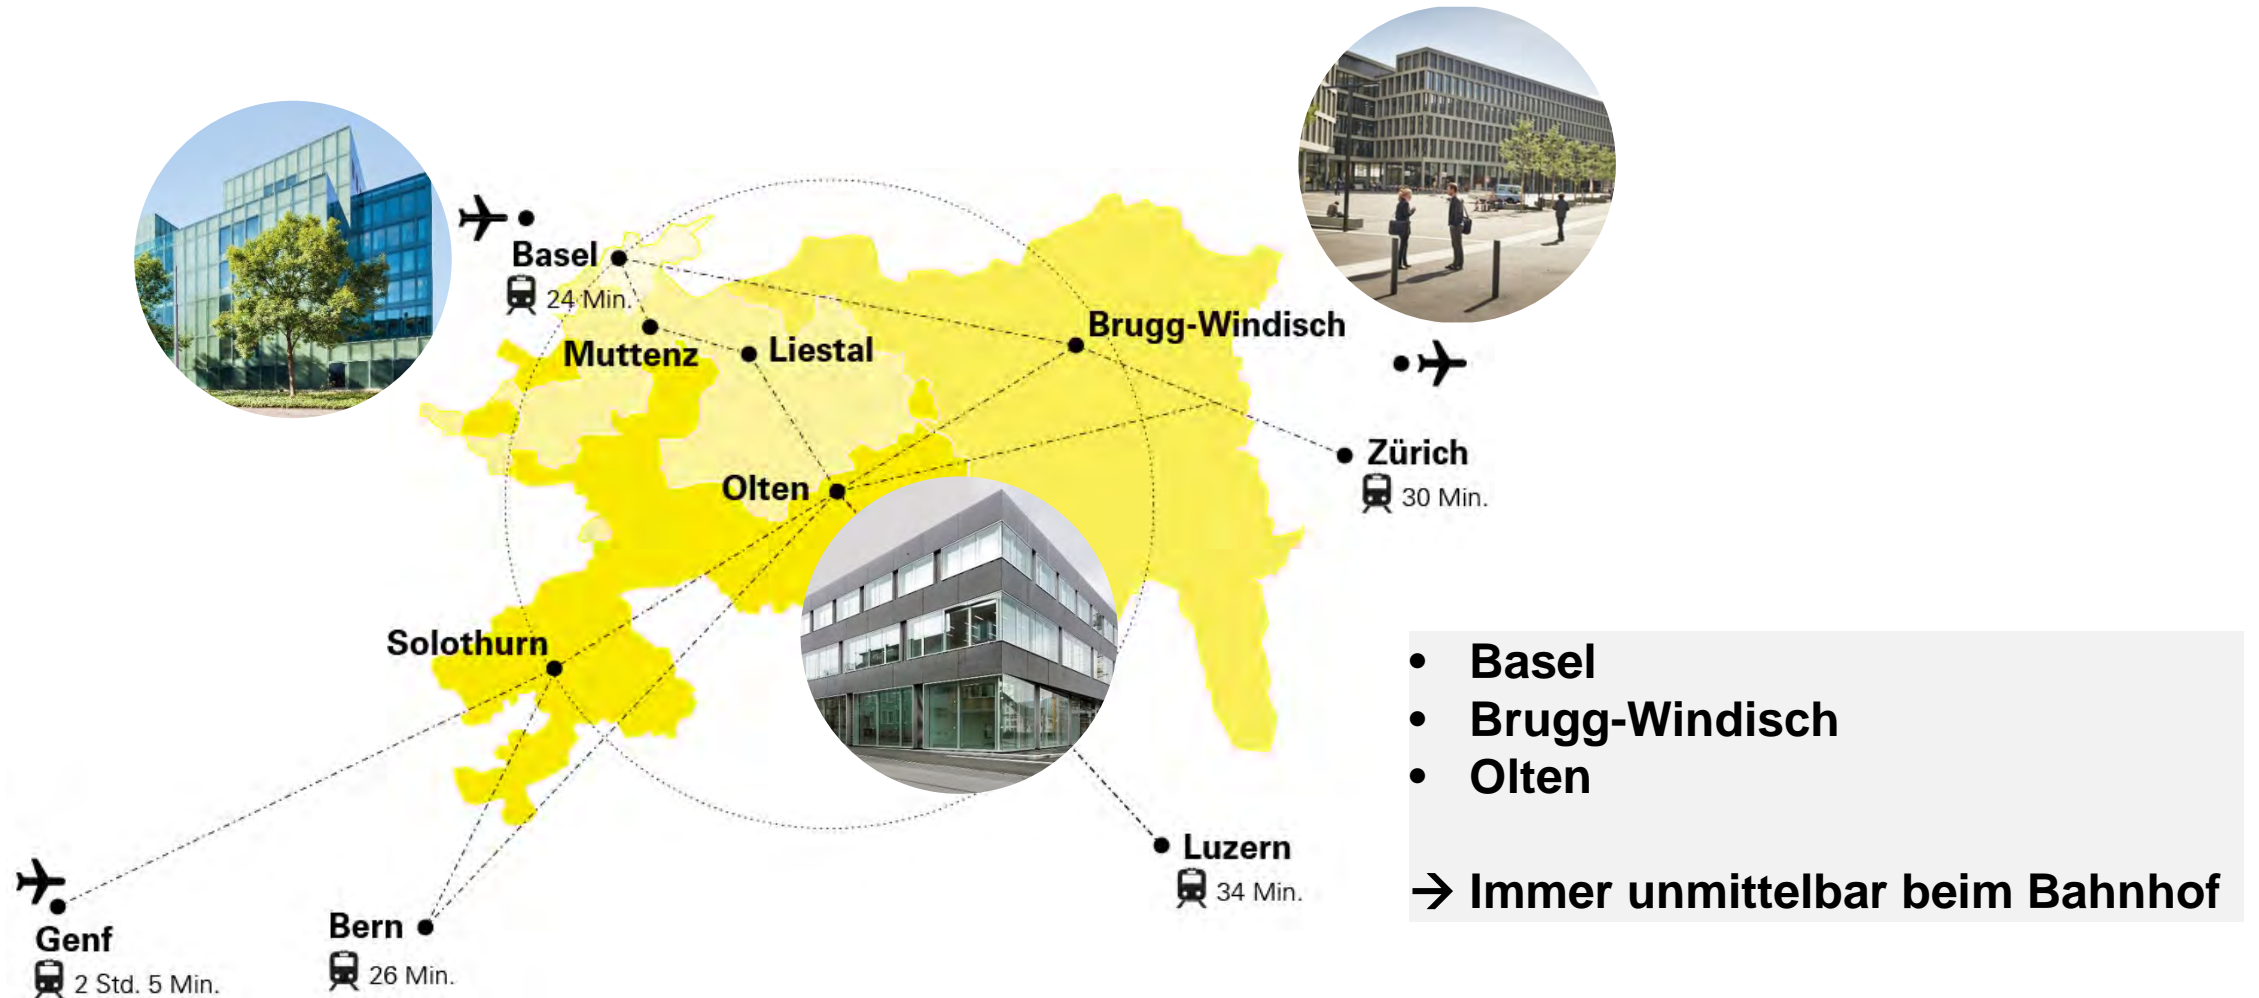 Basel
24 Min.
Muttenz
Liestal
Brugg-Windisch
Zürich
30 Min.
Olten
Solothurn
Luzern
34 Min.
Genf
2 Std. 5 Min.
Bern
26 Min.
• Basel
• Brugg-Windisch
• Olten
→ Immer unmittelbar beim Bahnhof